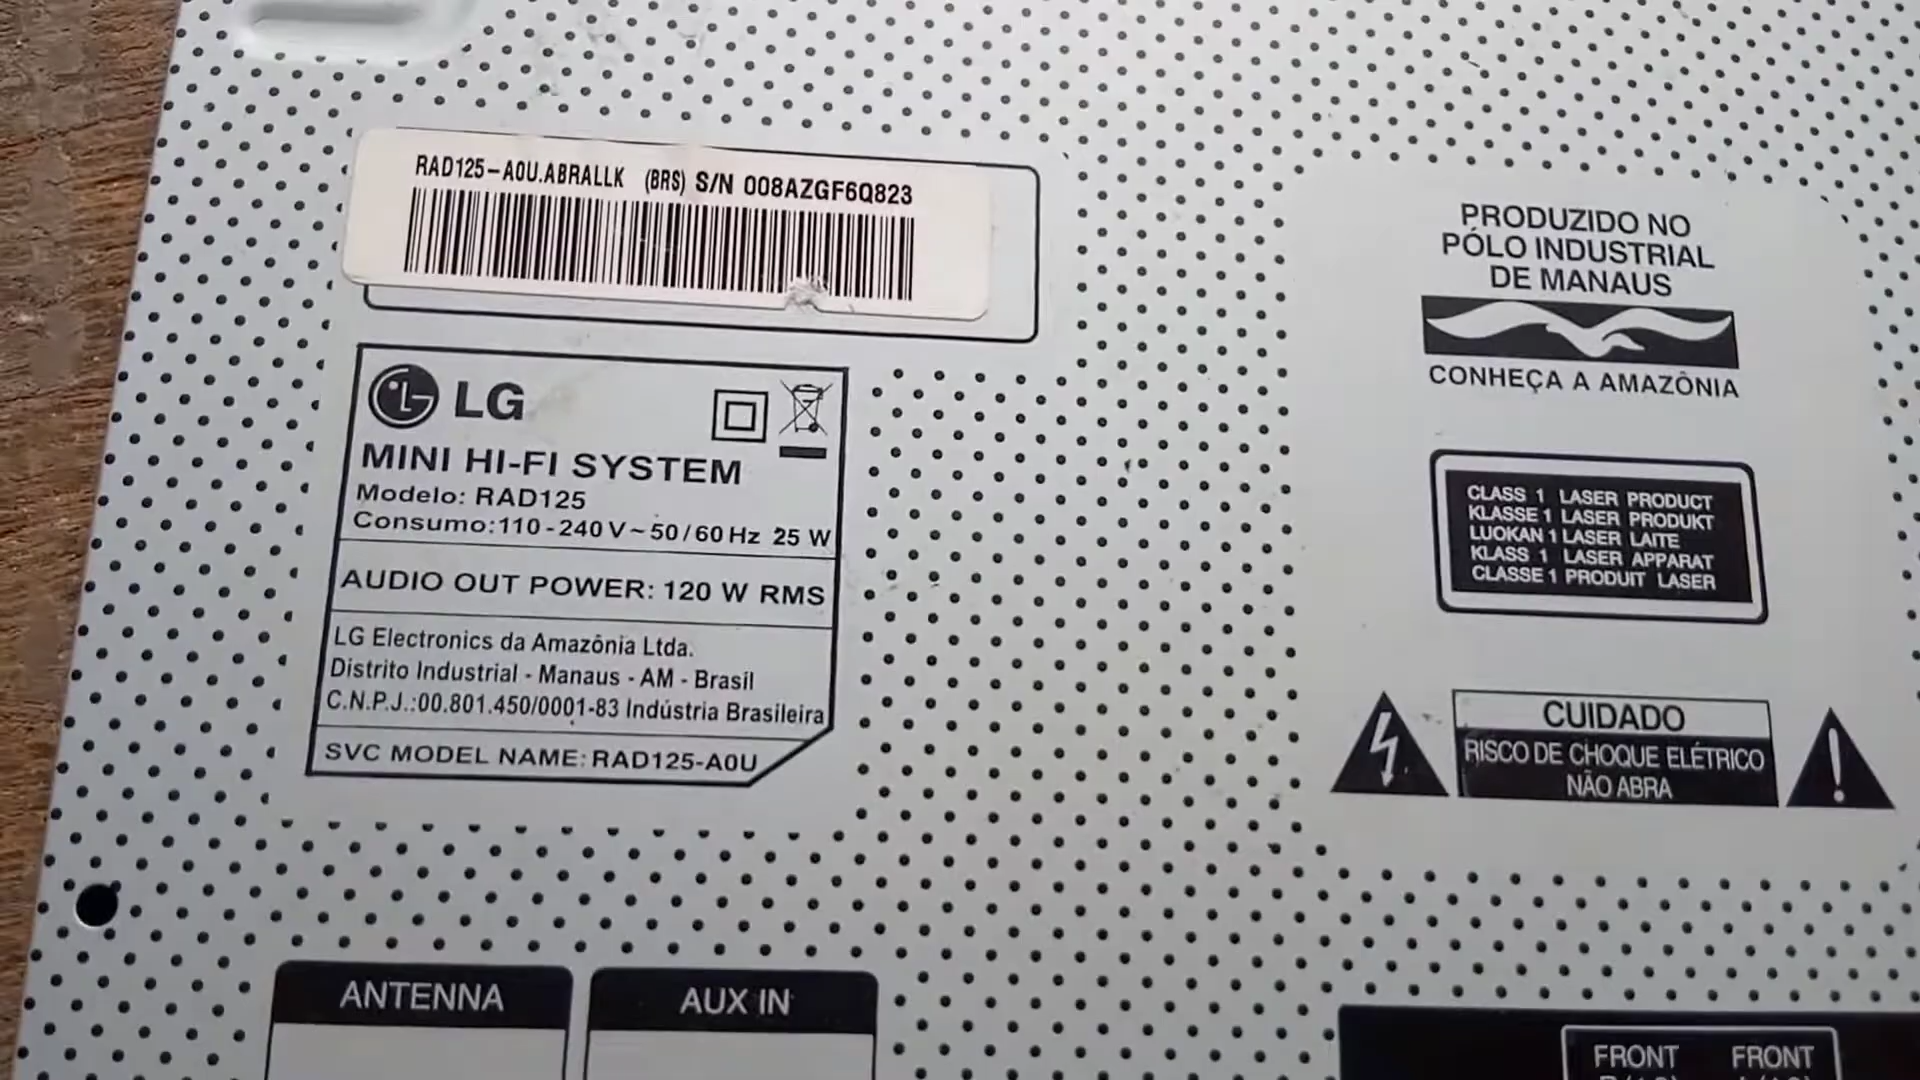 RAD125-A0U.ABRALLK (BRS) S/N 008AZGF6Q823
LG
MINI HI-FI SYSTEM
Modelo: RAD125
Consumo:110-240 V~50/60 Hz 25 W
AUDIO OUT POWER: 120 W RMS
LG Electronics da Amazônia Ltda.
Distrito Industrial - Manaus - AM - Brasil
C.N.P.J.:00.801.450/0001-83 Indústria Brasileira
SVC MODEL NAME: RAD125-A0U
PRODUZIDO NO
PÓLO INDUSTRIAL
DE MANAUS
CONHEÇA A AMAZÔNIA
CLASS 1 LASER PRODUCT
KLASSE 1 LASER PRODUKT
LUOKAN 1 LASER LAITE
KLASS 1 LASER APPARAT
CLASSE 1 PRODUIT LASER
CUIDADO
RISCO DE CHOQUE ELÉTRICO
NÃO ABRA
ANTENNA
AUX IN
FRONT FRONT